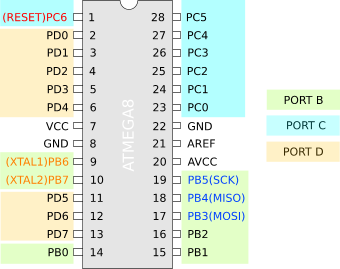 (RESET)PC6 1 28 PC5
PD0 2 27 PC4
PD1 3 26 PC3
PD2 4 25 PC2
PD3 5 24 PC1
PD4 6 23 PC0
VCC 7 22 GND
GND 8 21 AREF
(XTAL1)PB6 9 20 AVCC
(XTAL2)PB7 10 19 PB5(SCK)
PD5 11 18 PB4(MISO)
PD6 12 17 PB3(MOSI)
PD7 13 16 PB2
PB0 14 15 PB1
ATMEGA8
PORT B
PORT C
PORT D